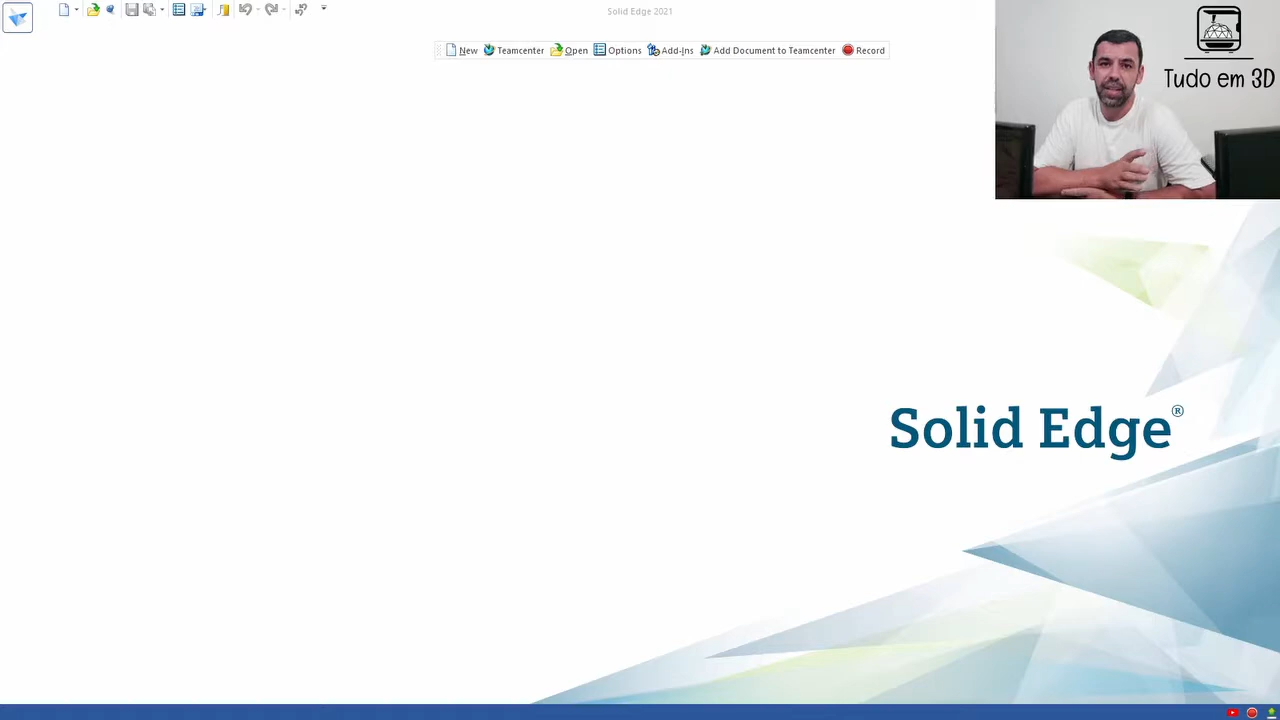 Solid Edge 2021
New Teamcenter Open Options Add-Ins Add Document to Teamcenter Record
Tudo em 3D
Solid Edge®